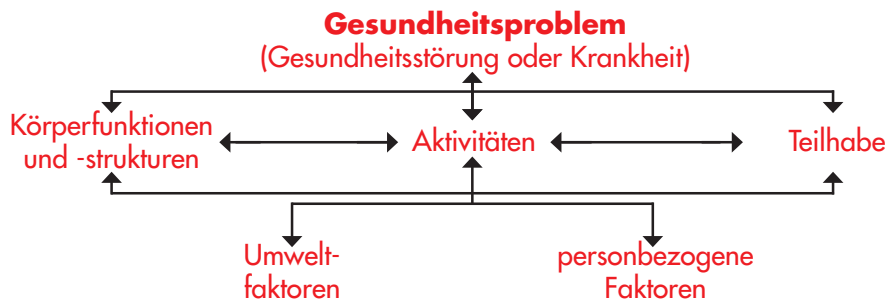 Gesundheitsproblem
(Gesundheitsstörung oder Krankheit)
Körperfunktionen
und -strukturen
Aktivitäten
Teilhabe
Umwelt-
faktoren
personbezogene
Faktoren